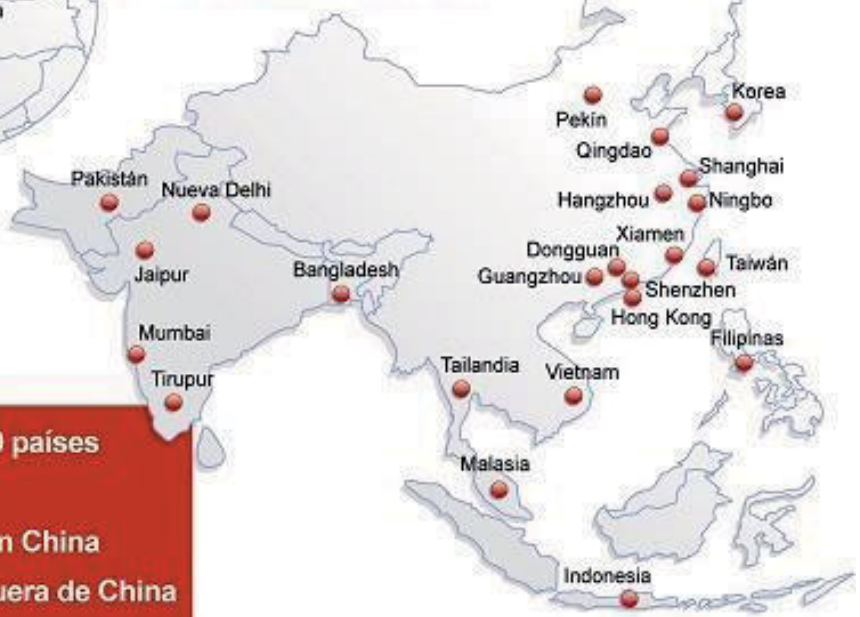 Korea
Pekín
Qingdao
Shanghai
Pakistán
Nueva Delhi
Hangzhou
Ningbo
Xiamen
Dongguan
Taiwán
Jaipur
Bangladesh
Guangzhou
Shenzhen
Hong Kong
Mumbai
Filipinas
Tailandia
Vietnam
Tirupur
países
Malasia
China
de China
Indonesia